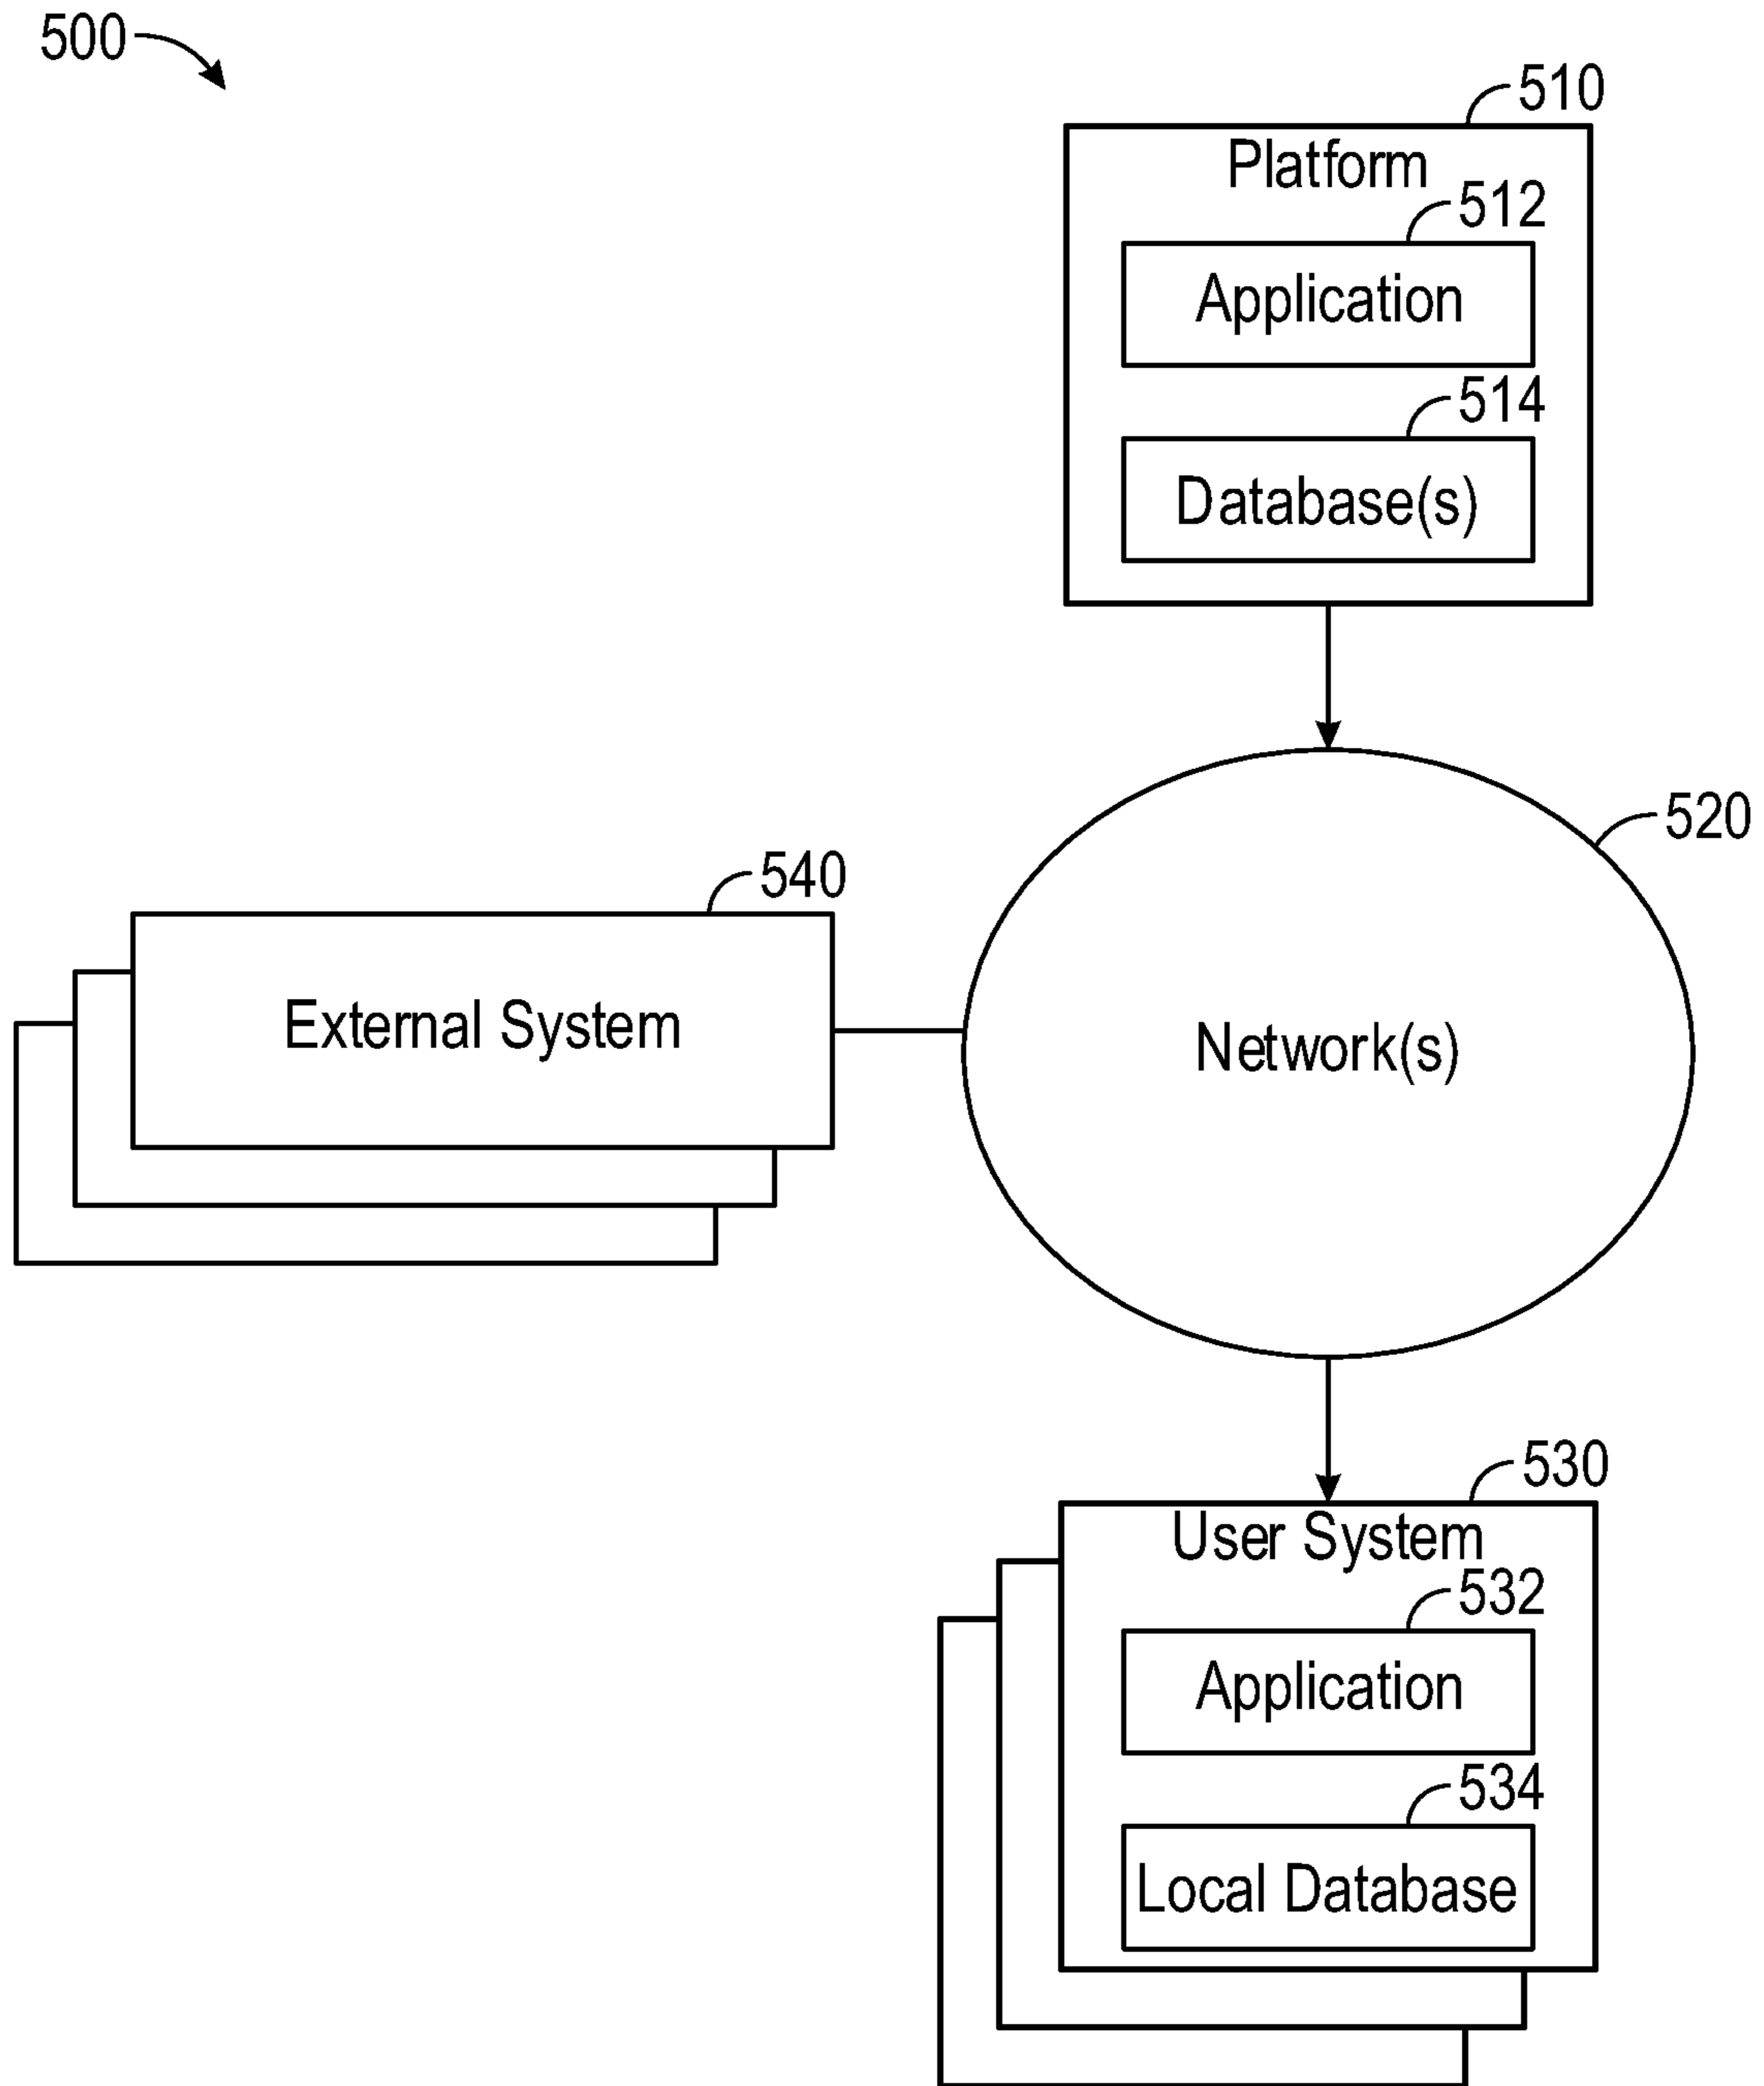 500
510
Platform
512
Application
514
Database(s)
520
540
External System
Network(s)
530
User System
532
Application
534
Local Database